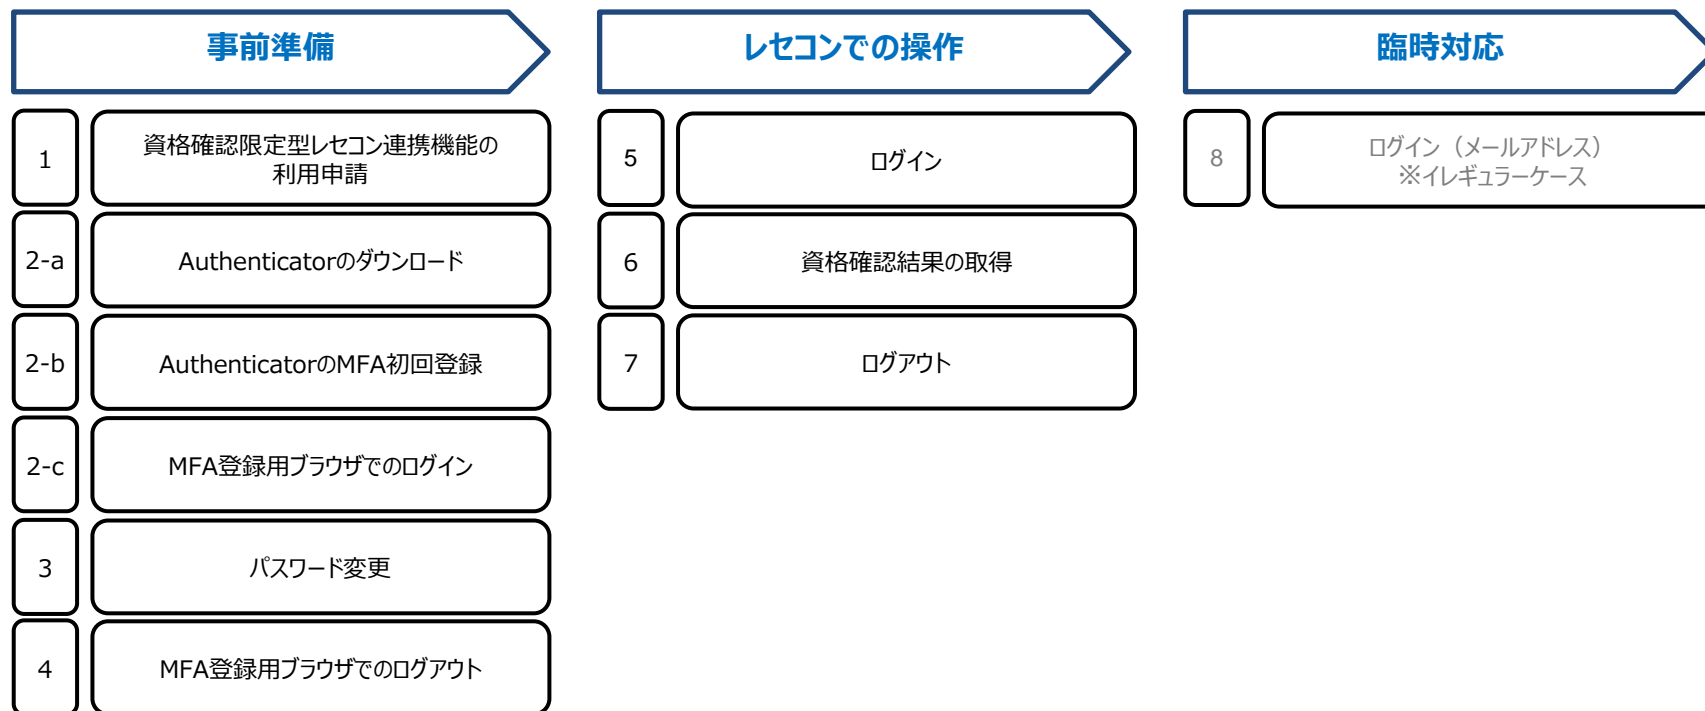 事前準備
1
資格確認限定型レセコン連携機能の
利用申請
2-a
Authenticatorのダウンロード
2-b
AuthenticatorのMFA初回登録
2-c
MFA登録用ブラウザでのログイン
3
パスワード変更
4
MFA登録用ブラウザでのログアウト
レセコンでの操作
5
ログイン
6
資格確認結果の取得
7
ログアウト
臨時対応
8
ログイン（メールアドレス）
※イレギュラーケース